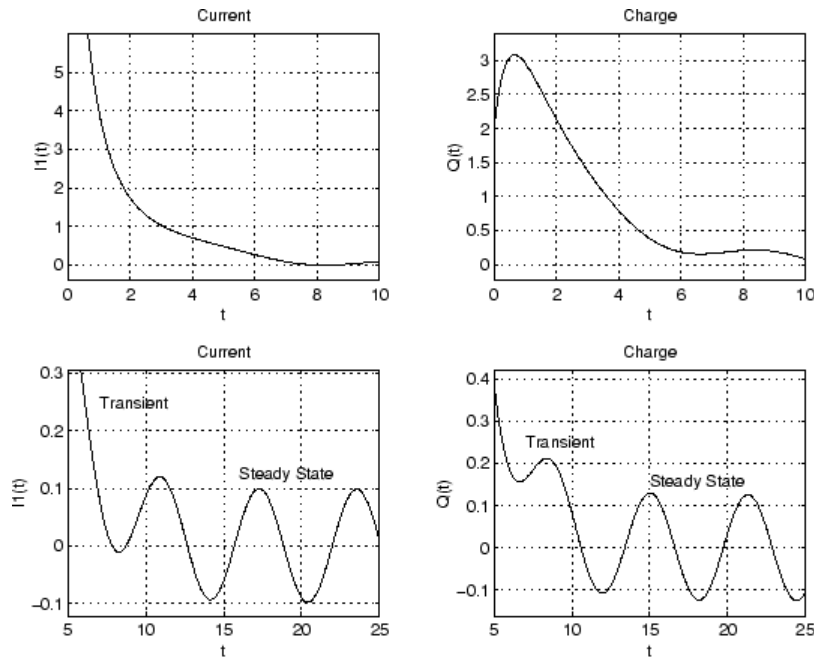 Current
I1(t)
5
4
3
2
1
0
0 2 4 6 8 10
t
Charge
Q(t)
3
2.5
2
1.5
1
0.5
0
0 2 4 6 8 10
t
Current
I1(t)
0.3
0.2
0.1
0
−0.1
Transient
Steady State
5 10 15 20 25
t
Charge
Q(t)
0.4
0.3
0.2
0.1
0
−0.1
Transient
Steady State
5 10 15 20 25
t